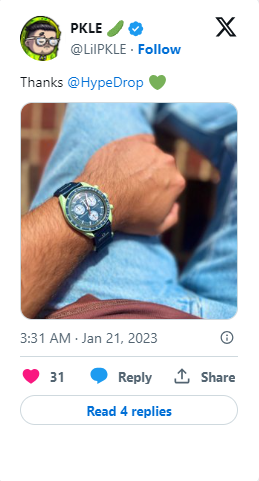 PKLE
@LilPKLE · Follow
Thanks @HypeDrop
3:31 AM · Jan 21, 2023
31 Reply Share
Read 4 replies